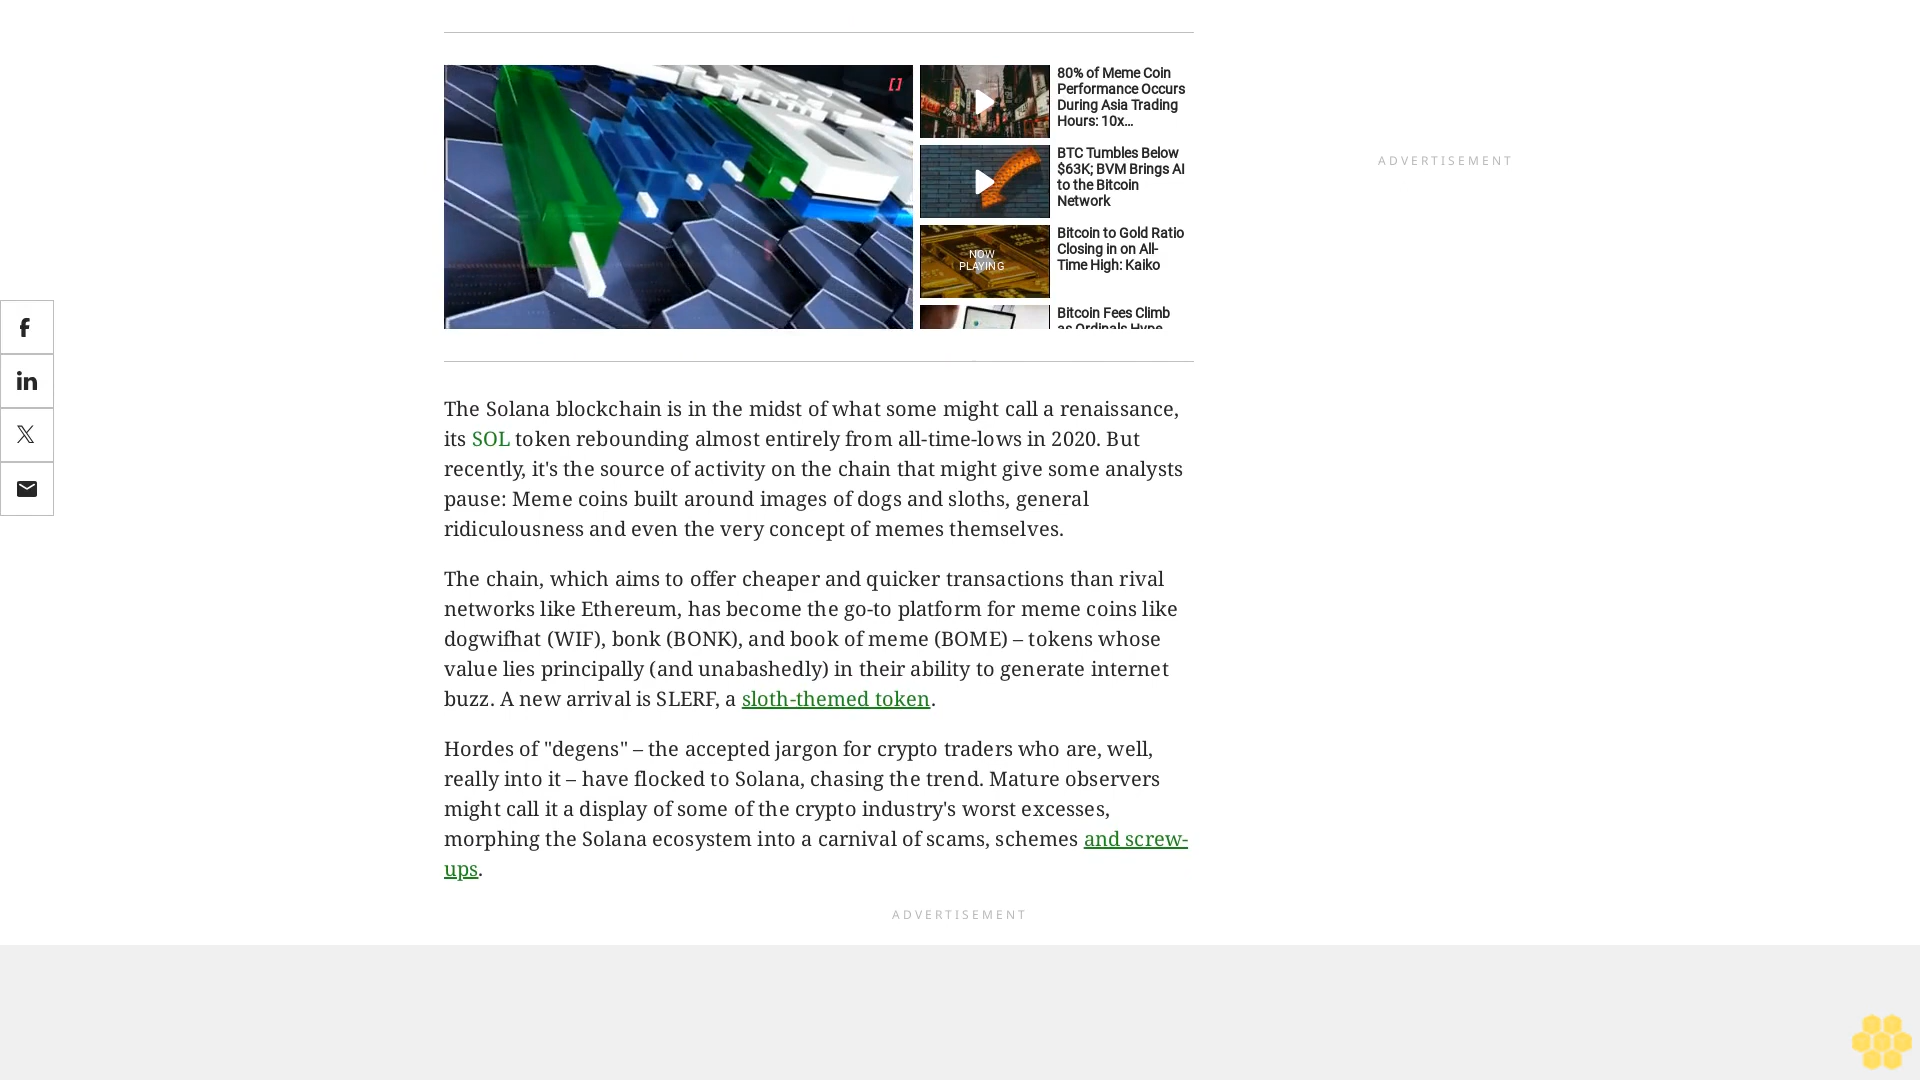 []
80% of Meme Coin
Performance Occurs
During Asia Trading
Hours: 10x...
BTC Tumbles Below
$63K; BVM Brings AI
to the Bitcoin
Network
NOW
PLAYING
Bitcoin to Gold Ratio
Closing in on All-
Time High: Kaiko
Bitcoin Fees Climb
as Ordinals Hype
ADVERTISEMENT
f
in
X
The Solana blockchain is in the midst of what some might call a renaissance,
its SOL token rebounding almost entirely from all-time-lows in 2020. But
recently, it's the source of activity on the chain that might give some analysts
pause: Meme coins built around images of dogs and sloths, general
ridiculousness and even the very concept of memes themselves.
The chain, which aims to offer cheaper and quicker transactions than rival
networks like Ethereum, has become the go-to platform for meme coins like
dogwifhat (WIF), bonk (BONK), and book of meme (BOME) – tokens whose
value lies principally (and unabashedly) in their ability to generate internet
buzz. A new arrival is SLERF, a sloth-themed token.
Hordes of "degens" – the accepted jargon for crypto traders who are, well,
really into it – have flocked to Solana, chasing the trend. Mature observers
might call it a display of some of the crypto industry's worst excesses,
morphing the Solana ecosystem into a carnival of scams, schemes and screw-
ups.
ADVERTISEMENT